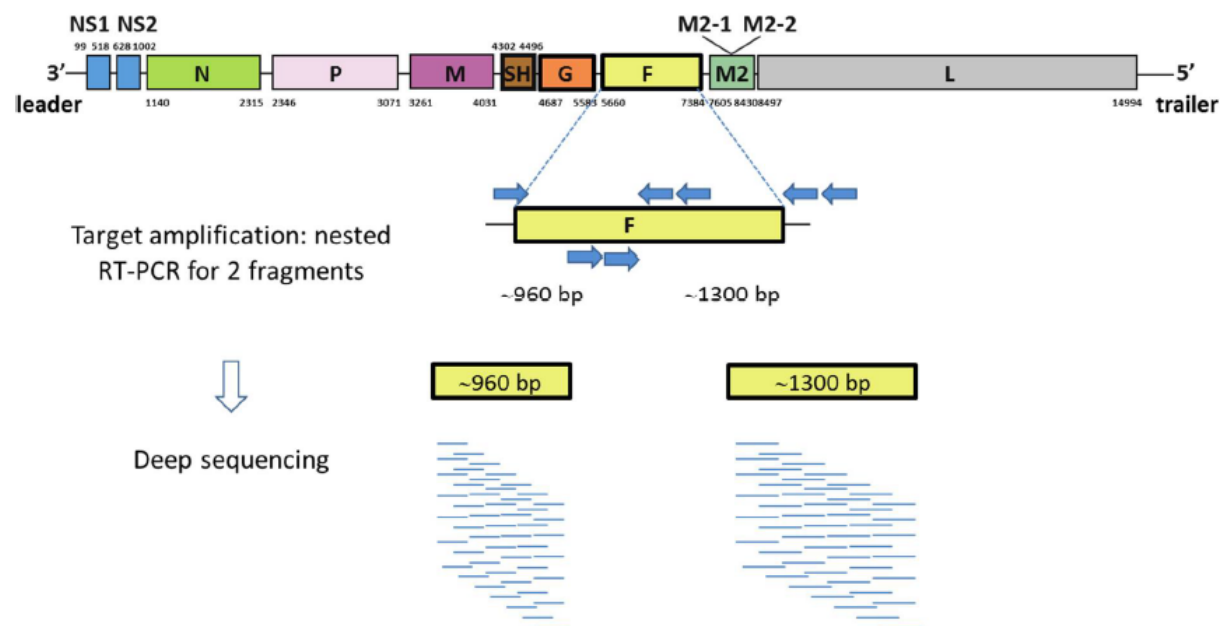 NS1 NS2 M2-1 M2-2
99 518 628 1002 4302 4496
3’ N P M SH G F M2 L 5’
leader 1140 2315 2346 3071 3261 4031 4687 5583 5660 7384 7605 8430 8497 14994 trailer
F
Target amplification: nested
RT-PCR for 2 fragments
~960 bp ~1300 bp
~960 bp ~1300 bp
Deep sequencing